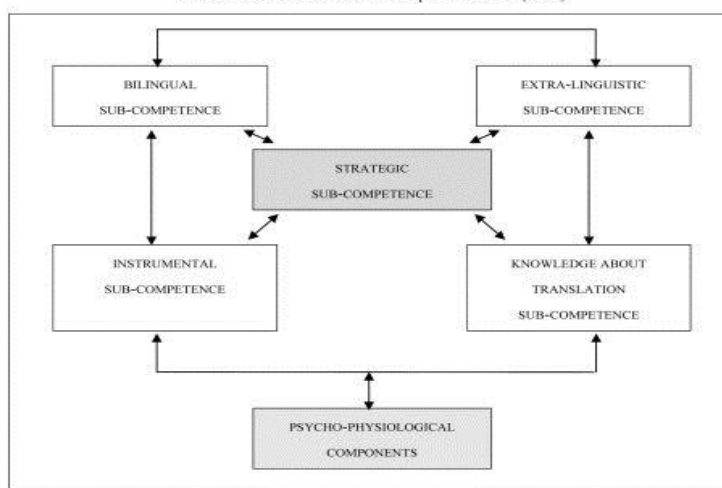 BILINGUAL
SUB-COMPETENCE
EXTRA-LINGUISTIC
SUB-COMPETENCE
STRATEGIC
SUB-COMPETENCE
INSTRUMENTAL
SUB-COMPETENCE
KNOWLEDGE ABOUT
TRANSLATION
SUB-COMPETENCE
PSYCHO-PHYSIOLOGICAL
COMPONENTS